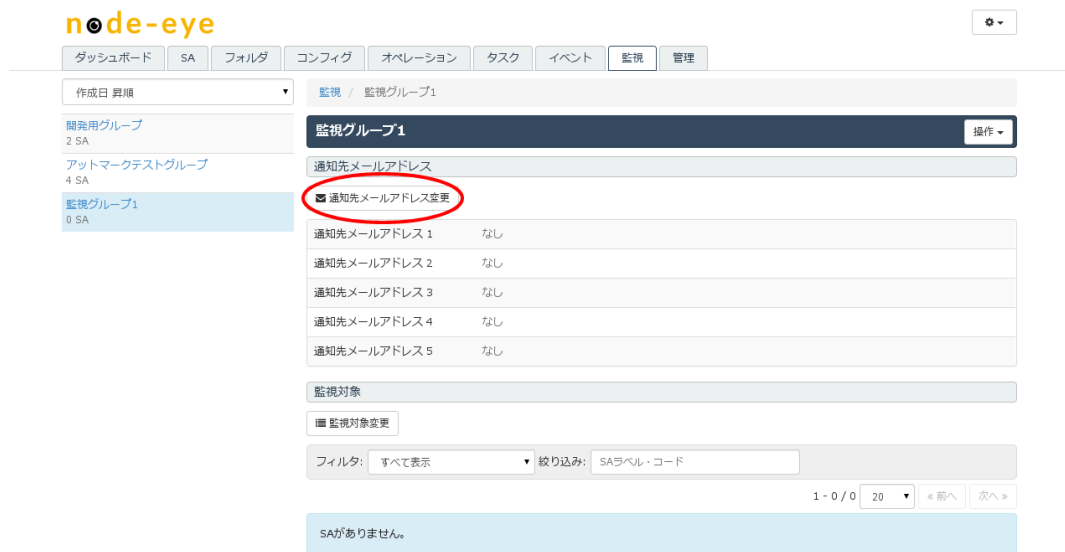 node-eye
ダッシュボード SA フォルダ コンフィグ オペレーション タスク イベント 監視 管理
作成日 昇順
開発用グループ
2 SA
アットマークテストグループ
4 SA
監視グループ1
0 SA
監視 / 監視グループ1
監視グループ1 操作
通知先メールアドレス
通知先メールアドレス変更
通知先メールアドレス 1 なし
通知先メールアドレス 2 なし
通知先メールアドレス 3 なし
通知先メールアドレス 4 なし
通知先メールアドレス 5 なし
監視対象
監視対象変更
フィルタ: すべて表示 絞り込み: SAラベル・コード
1 - 0 / 0 20 «前へ 次へ»
SAがありません。